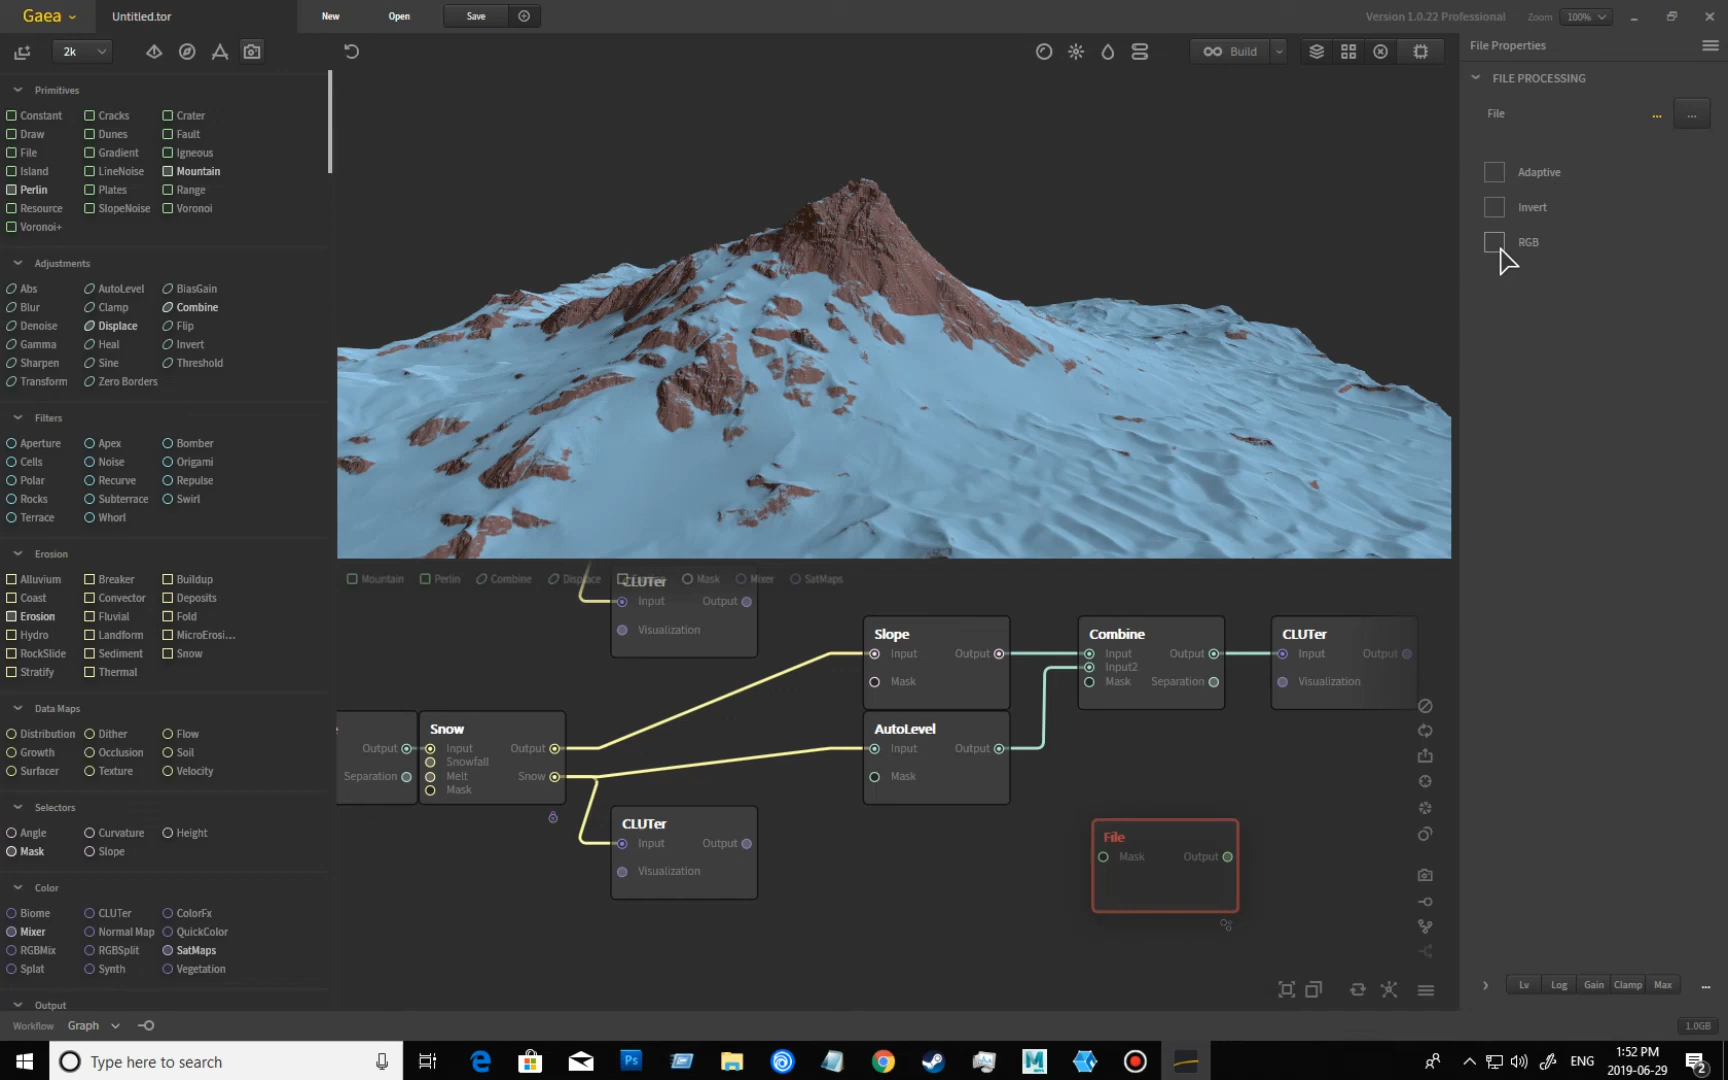 Gaea
Untitled.tor
New
Open
Save
Version 1.0.22 Professional
Zoom
100%
2k
Build
File Properties
Primitives
Constant Cracks Crater
Draw Dunes Fault
File Gradient Igneous
Island LineNoise Mountain
Perlin Plates Range
Resource SlopeNoise Voronoi
Voronoi+
Adjustments
Abs AutoLevel BiasGain
Blur Clamp Combine
Denoise Displace Flip
Gamma Heal Invert
Sharpen Sine Threshold
Transform Zero Borders
Filters
Aperture Apex Bomber
Cells Noise Origami
Polar Recurve Repulse
Rocks Subterrace Swirl
Terrace Whorl
Erosion
Alluvium Breaker Buildup
Coast Convector Deposits
Erosion Fluvial Fold
Hydro Landform MicroErosi...
RockSlide Sediment Snow
Stratify Thermal
Data Maps
Distribution Dither Flow
Growth Occlusion Soil
Surfacer Texture Velocity
Selectors
Angle Curvature Height
Mask Slope
Color
Biome CLUTer ColorFx
Mixer Normal Map QuickColor
RGBMix RGBSplit SatMaps
Splat Synth Vegetation
Output
Workflow Graph
FILE PROCESSING
File ... ...
Adaptive
Invert
RGB
Mountain Perlin Combine Displace Mask Mixer SatMaps
CLUTer
Input Output
Visualization
Slope
Input Output
Mask
Combine
Input Output
Input2
Mask Separation
CLUTer
Input Output
Visualization
Output
Separation
Snow
Input Output
Snowfall
Melt Snow
Mask
AutoLevel
Input Output
Mask
CLUTer
Input Output
Visualization
File
Mask Output
Lv Log Gain Clamp Max ...
1.0GB
Type here to search
Ps
M
ENG
1:52 PM
2019-06-29
2